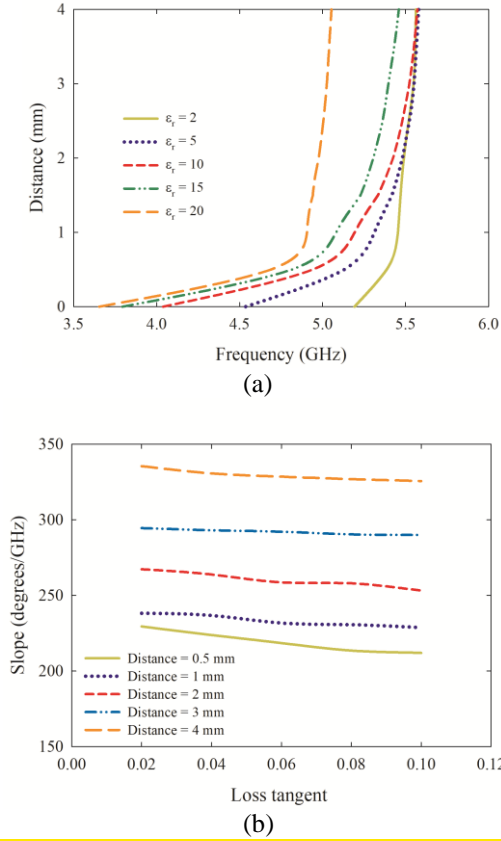 4
3
2
1
0
Distance (mm)
εr = 2
εr = 5
εr = 10
εr = 15
εr = 20
3.5 4.0 4.5 5.0 5.5 6.0
Frequency (GHz)
(a)
350
300
250
200
150
Slope (degrees/GHz)
Distance = 0.5 mm
Distance = 1 mm
Distance = 2 mm
Distance = 3 mm
Distance = 4 mm
0.00 0.02 0.04 0.06 0.08 0.10 0.12
Loss tangent
(b)